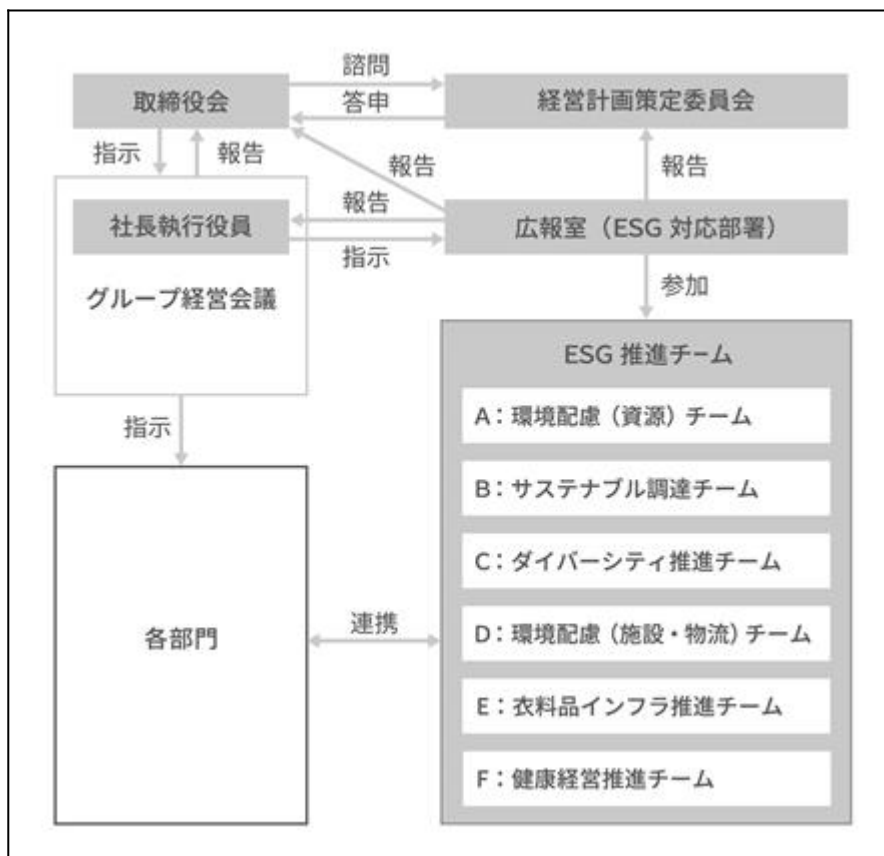 諮問
取締役会
経営計画策定委員会
答申
指示
報告
報告
報告
報告
社長執行役員
広報室（ESG 対応部署）
指示
グループ経営会議
参加
ESG 推進チーム
A：環境配慮（資源）チーム
指示
B：サステナブル調達チーム
C：ダイバーシティ推進チーム
連携
各部門
D：環境配慮（施設・物流）チーム
E：衣料品インフラ推進チーム
F：健康経営推進チーム